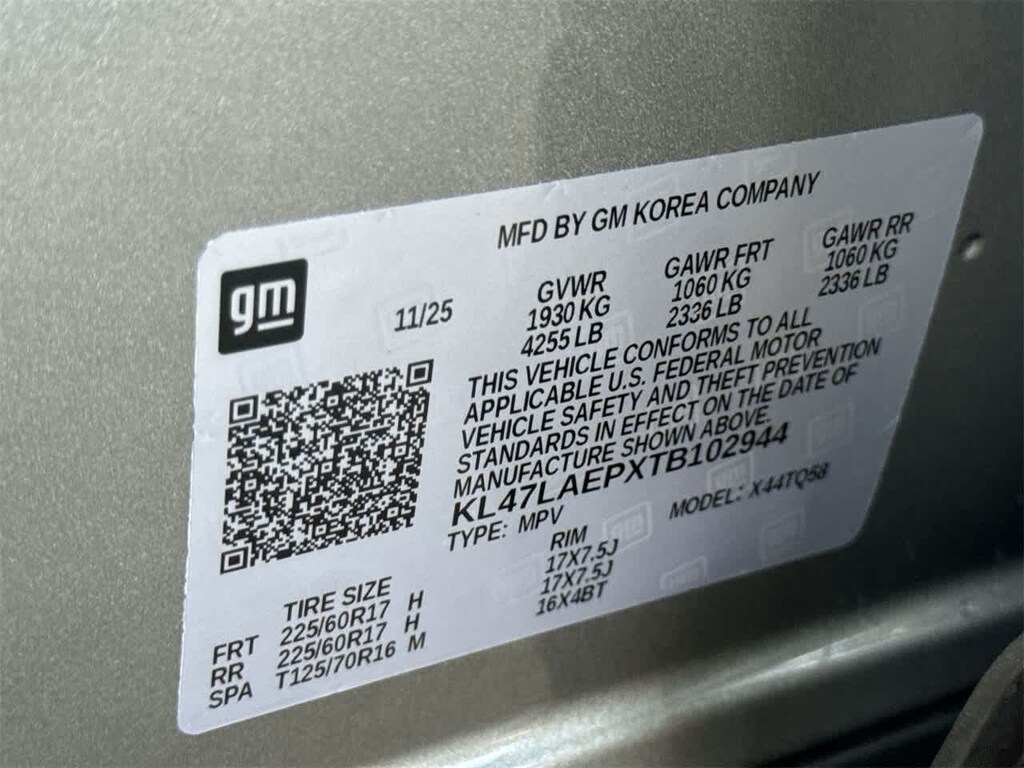 MFD BY GM KOREA COMPANY
gm
11/25
GVWR GAWR FRT GAWR RR
1930 KG 1060 KG 1060 KG
4255 LB 2336 LB 2336 LB
THIS VEHICLE CONFORMS TO ALL
APPLICABLE U.S. FEDERAL MOTOR
VEHICLE SAFETY AND THEFT PREVENTION
STANDARDS IN EFFECT ON THE DATE OF
MANUFACTURE SHOWN ABOVE.
KL47LAEPXTB102944
TYPE: MPV MODEL: X44TQ58
TIRE SIZE RIM
FRT 225/60R17 H 17X7.5J
RR 225/60R17 H 17X7.5J
SPA T125/70R16 M 16X4BT